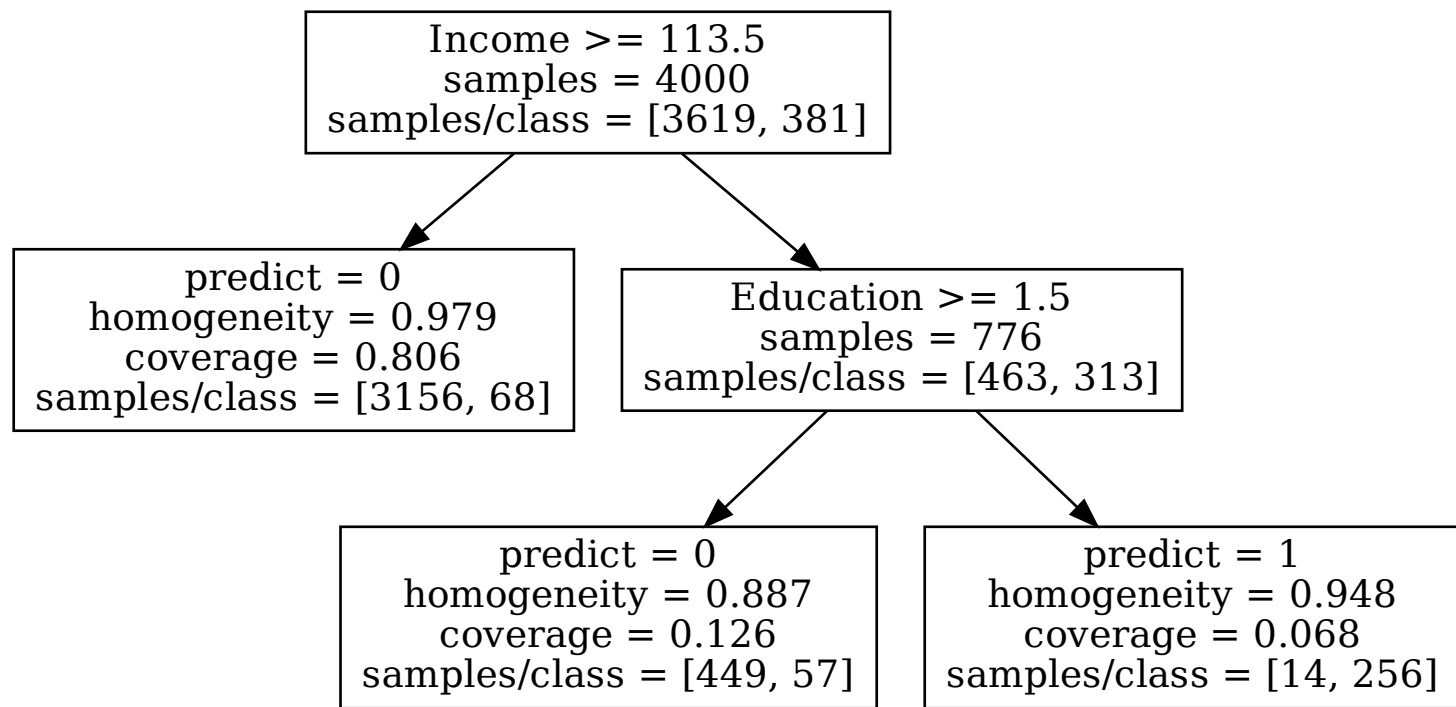 Income >= 113.5
samples = 4000
samples/class = [3619, 381]
predict = 0
homogeneity = 0.979
coverage = 0.806
samples/class = [3156, 68]
Education >= 1.5
samples = 776
samples/class = [463, 313]
predict = 0
homogeneity = 0.887
coverage = 0.126
samples/class = [449, 57]
predict = 1
homogeneity = 0.948
coverage = 0.068
samples/class = [14, 256]